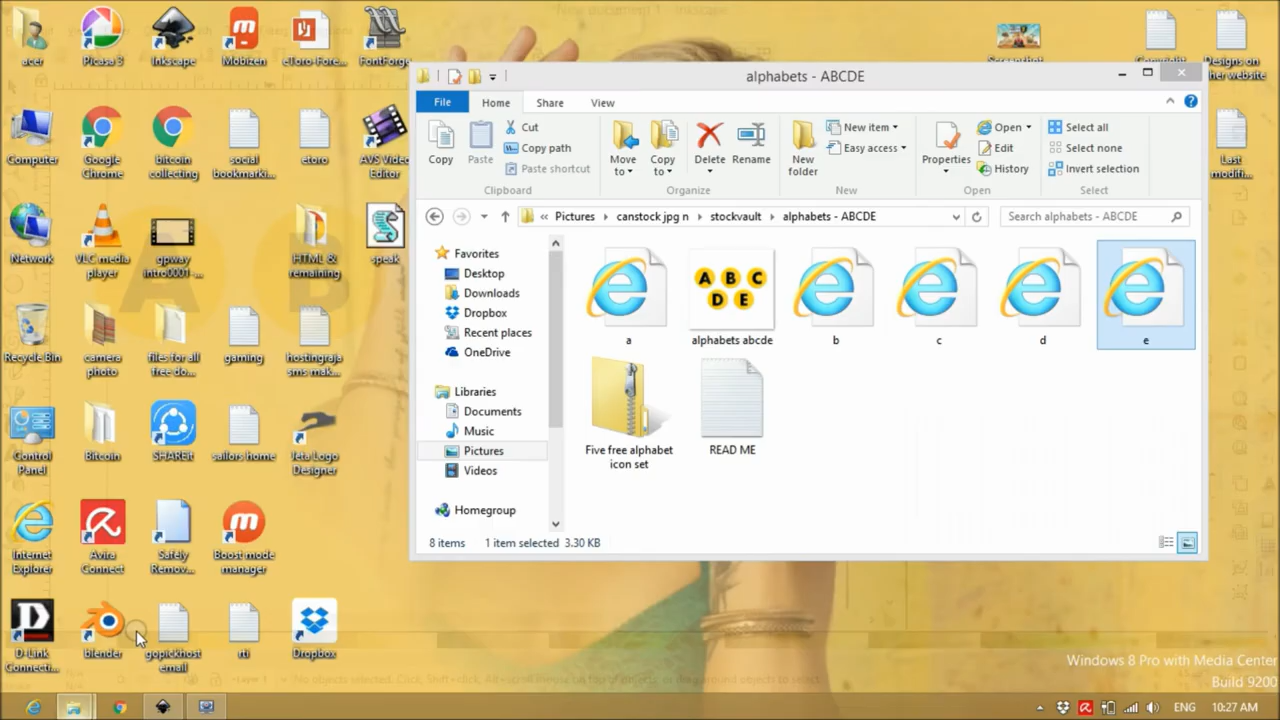 acer
Picasa 3
Inkscape
Mobizen
e-Toro-Fore...
FontForge
Computer
Google Chrome
bitcoin collecting
social bookmarki...
etoro
AVS Video Editor
Network
VLC media player
gpway intro0001-...
HTML & remaining
speak
Recycle Bin
camera photo
files for all free do...
gaming
hostingraja sms mak...
Control Panel
Bitcoin
SHAREit
sailors home
Jeta Logo Designer
Internet Explorer
Avira Connect
Safely Remov...
Boost mode manager
D-Link Connecti...
blender
gopickhost email
rti
Dropbox
alphabets - ABCDE
File Home Share View
Copy
Paste
Cut
Copy path
Paste shortcut
Clipboard
Move to
Copy to
Delete
Rename
Organize
New folder
New item
Easy access
New
Properties
Open
Edit
History
Open
Select all
Select none
Invert selection
Select
« Pictures canstock jpg n stockvault alphabets - ABCDE
Search alphabets - ABCDE
Favorites
Desktop
Downloads
Dropbox
Recent places
OneDrive
Libraries
Documents
Music
Pictures
Videos
Homegroup
a
A B C
D E
alphabets abcde
b
c
d
e
Five free alphabet
icon set
READ ME
8 items 1 item selected 3.30 KB
Designs on
Last modifi...
Windows 8 Pro with Media Center
Build 9200
ENG 10:27 AM